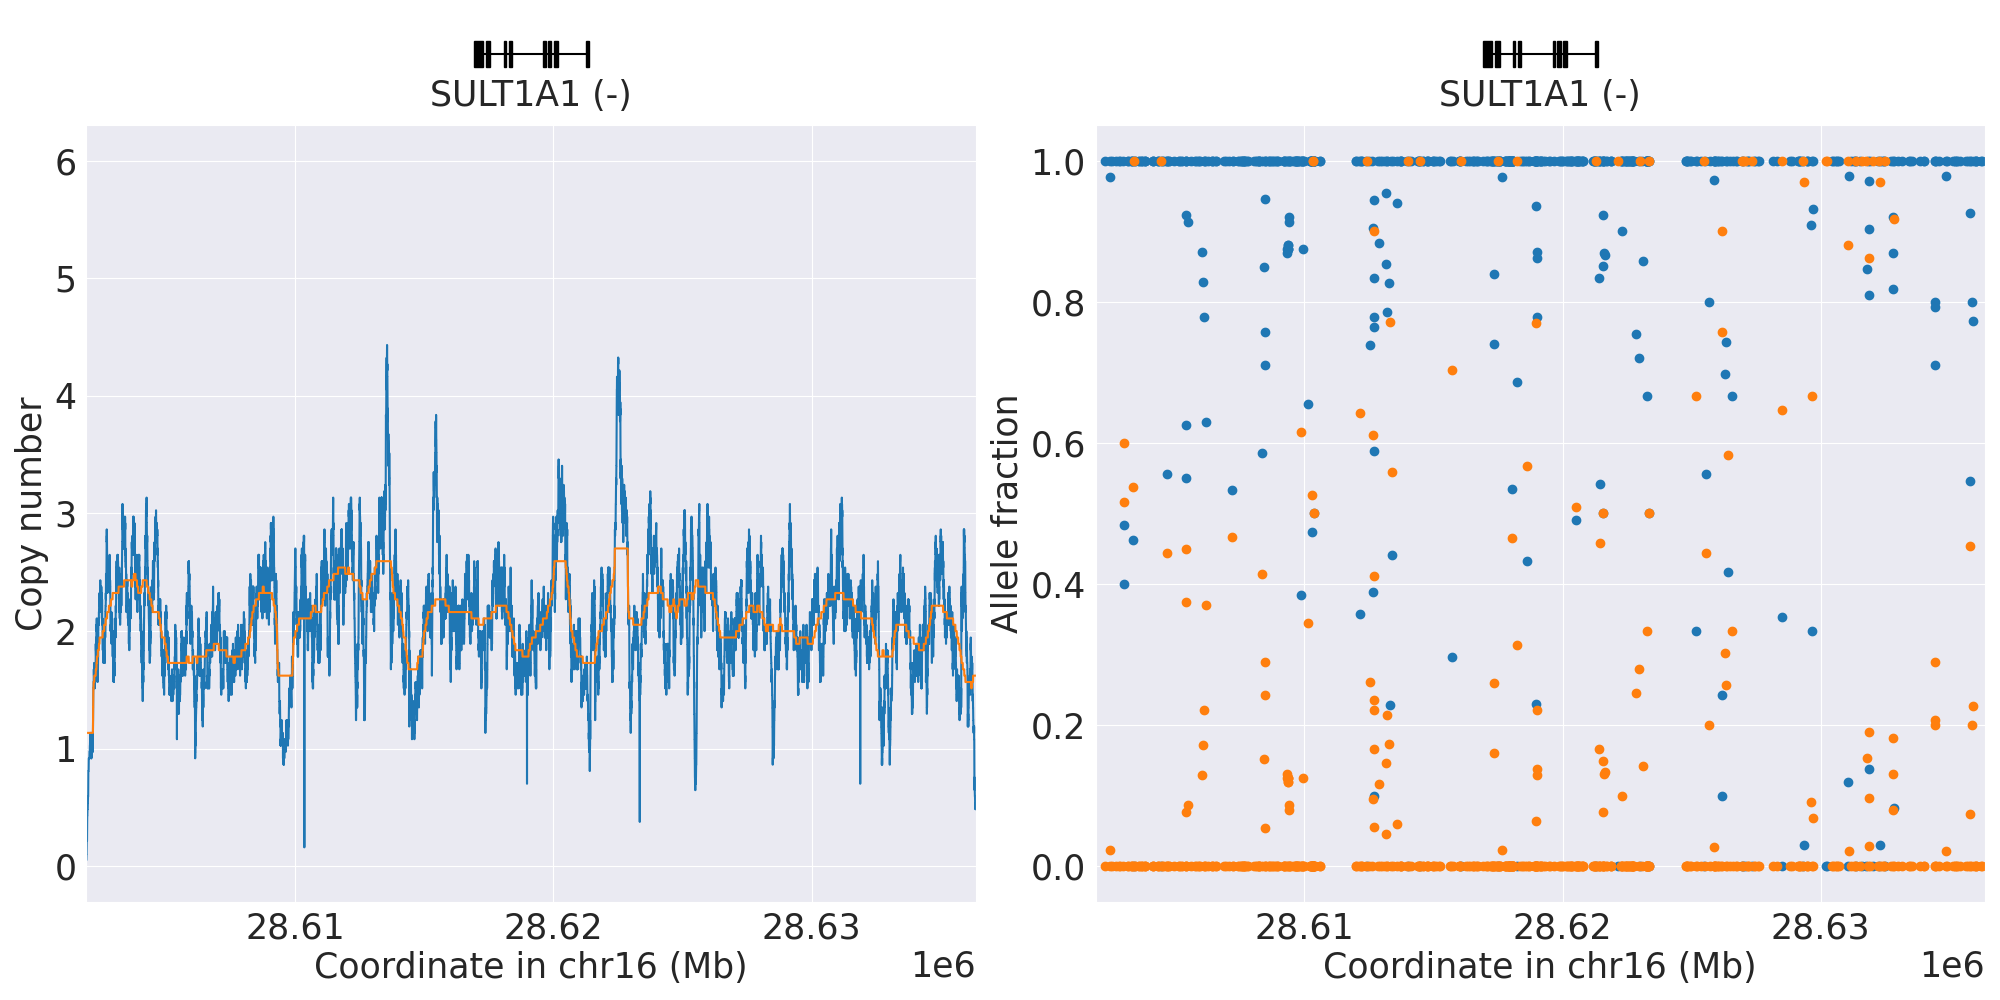 SULT1A1 (-)
6
5
4
3
2
1
0
Copy number
28.61
28.62
28.63
Coordinate in chr16 (Mb)
1e6
SULT1A1 (-)
1.0
0.8
0.6
0.4
0.2
0.0
Allele fraction
28.61
28.62
28.63
Coordinate in chr16 (Mb)
1e6